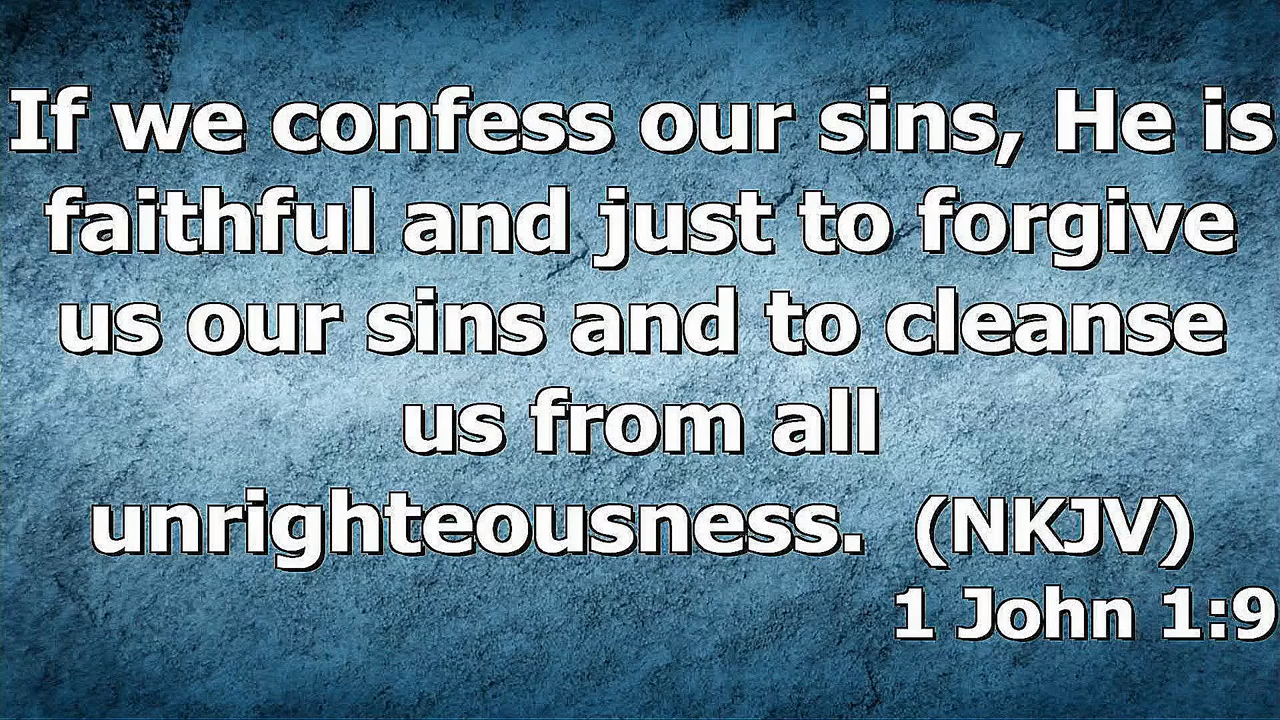 If we confess our sins, He is
faithful and just to forgive
us our sins and to cleanse
us from all
unrighteousness.  (NKJV)
1 John 1:9